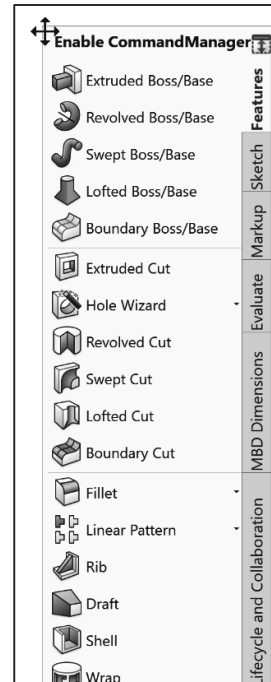 Enable CommandManager
Extruded Boss/Base
Revolved Boss/Base
Swept Boss/Base
Lofted Boss/Base
Boundary Boss/Base
Extruded Cut
Hole Wizard
Revolved Cut
Swept Cut
Lofted Cut
Boundary Cut
Fillet
Linear Pattern
Rib
Draft
Shell
Wrap
Features
Sketch
Markup
Evaluate
MBD Dimensions
Lifecycle and Collaboration